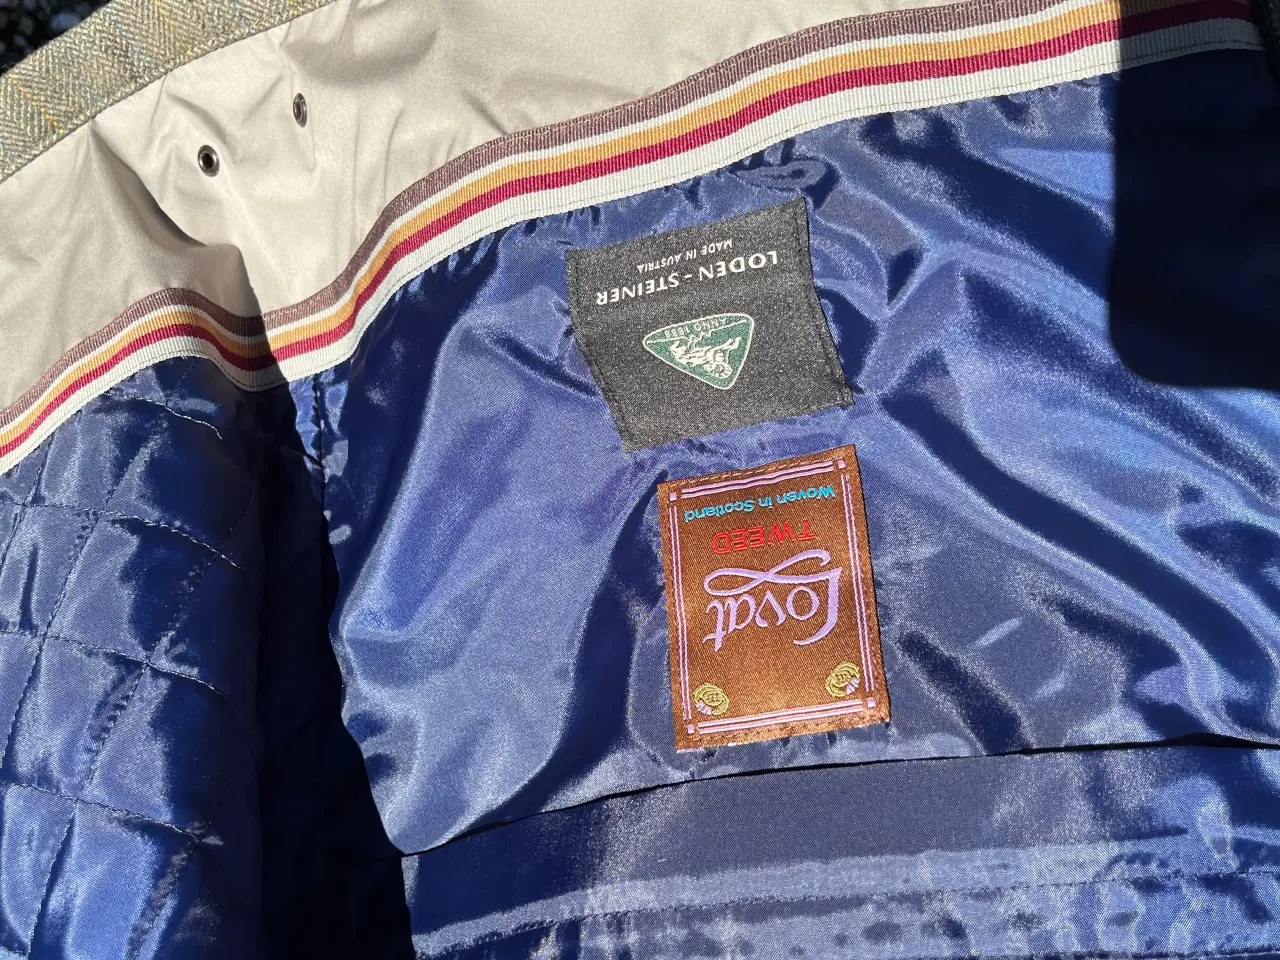 LODEN-STEINER
MADE IN AUSTRIA
ANNO 1888
Lovat
TWEED
Woven in Scotland